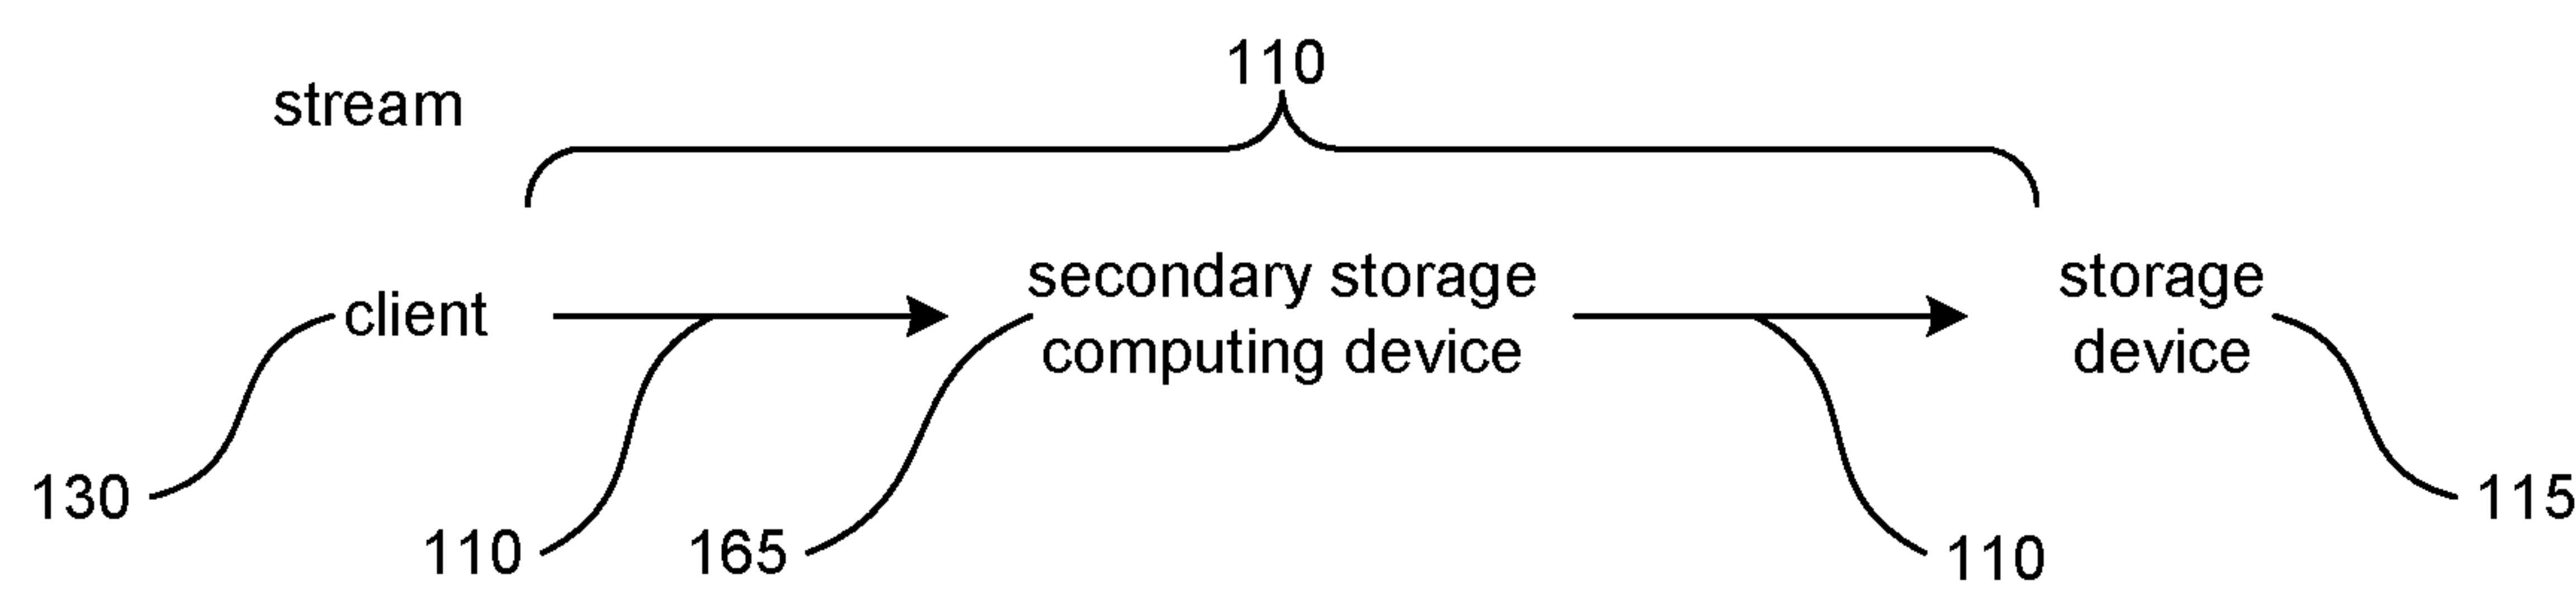 110
stream
secondary storage
computing device
storage
device
client
130
110
165
110
115